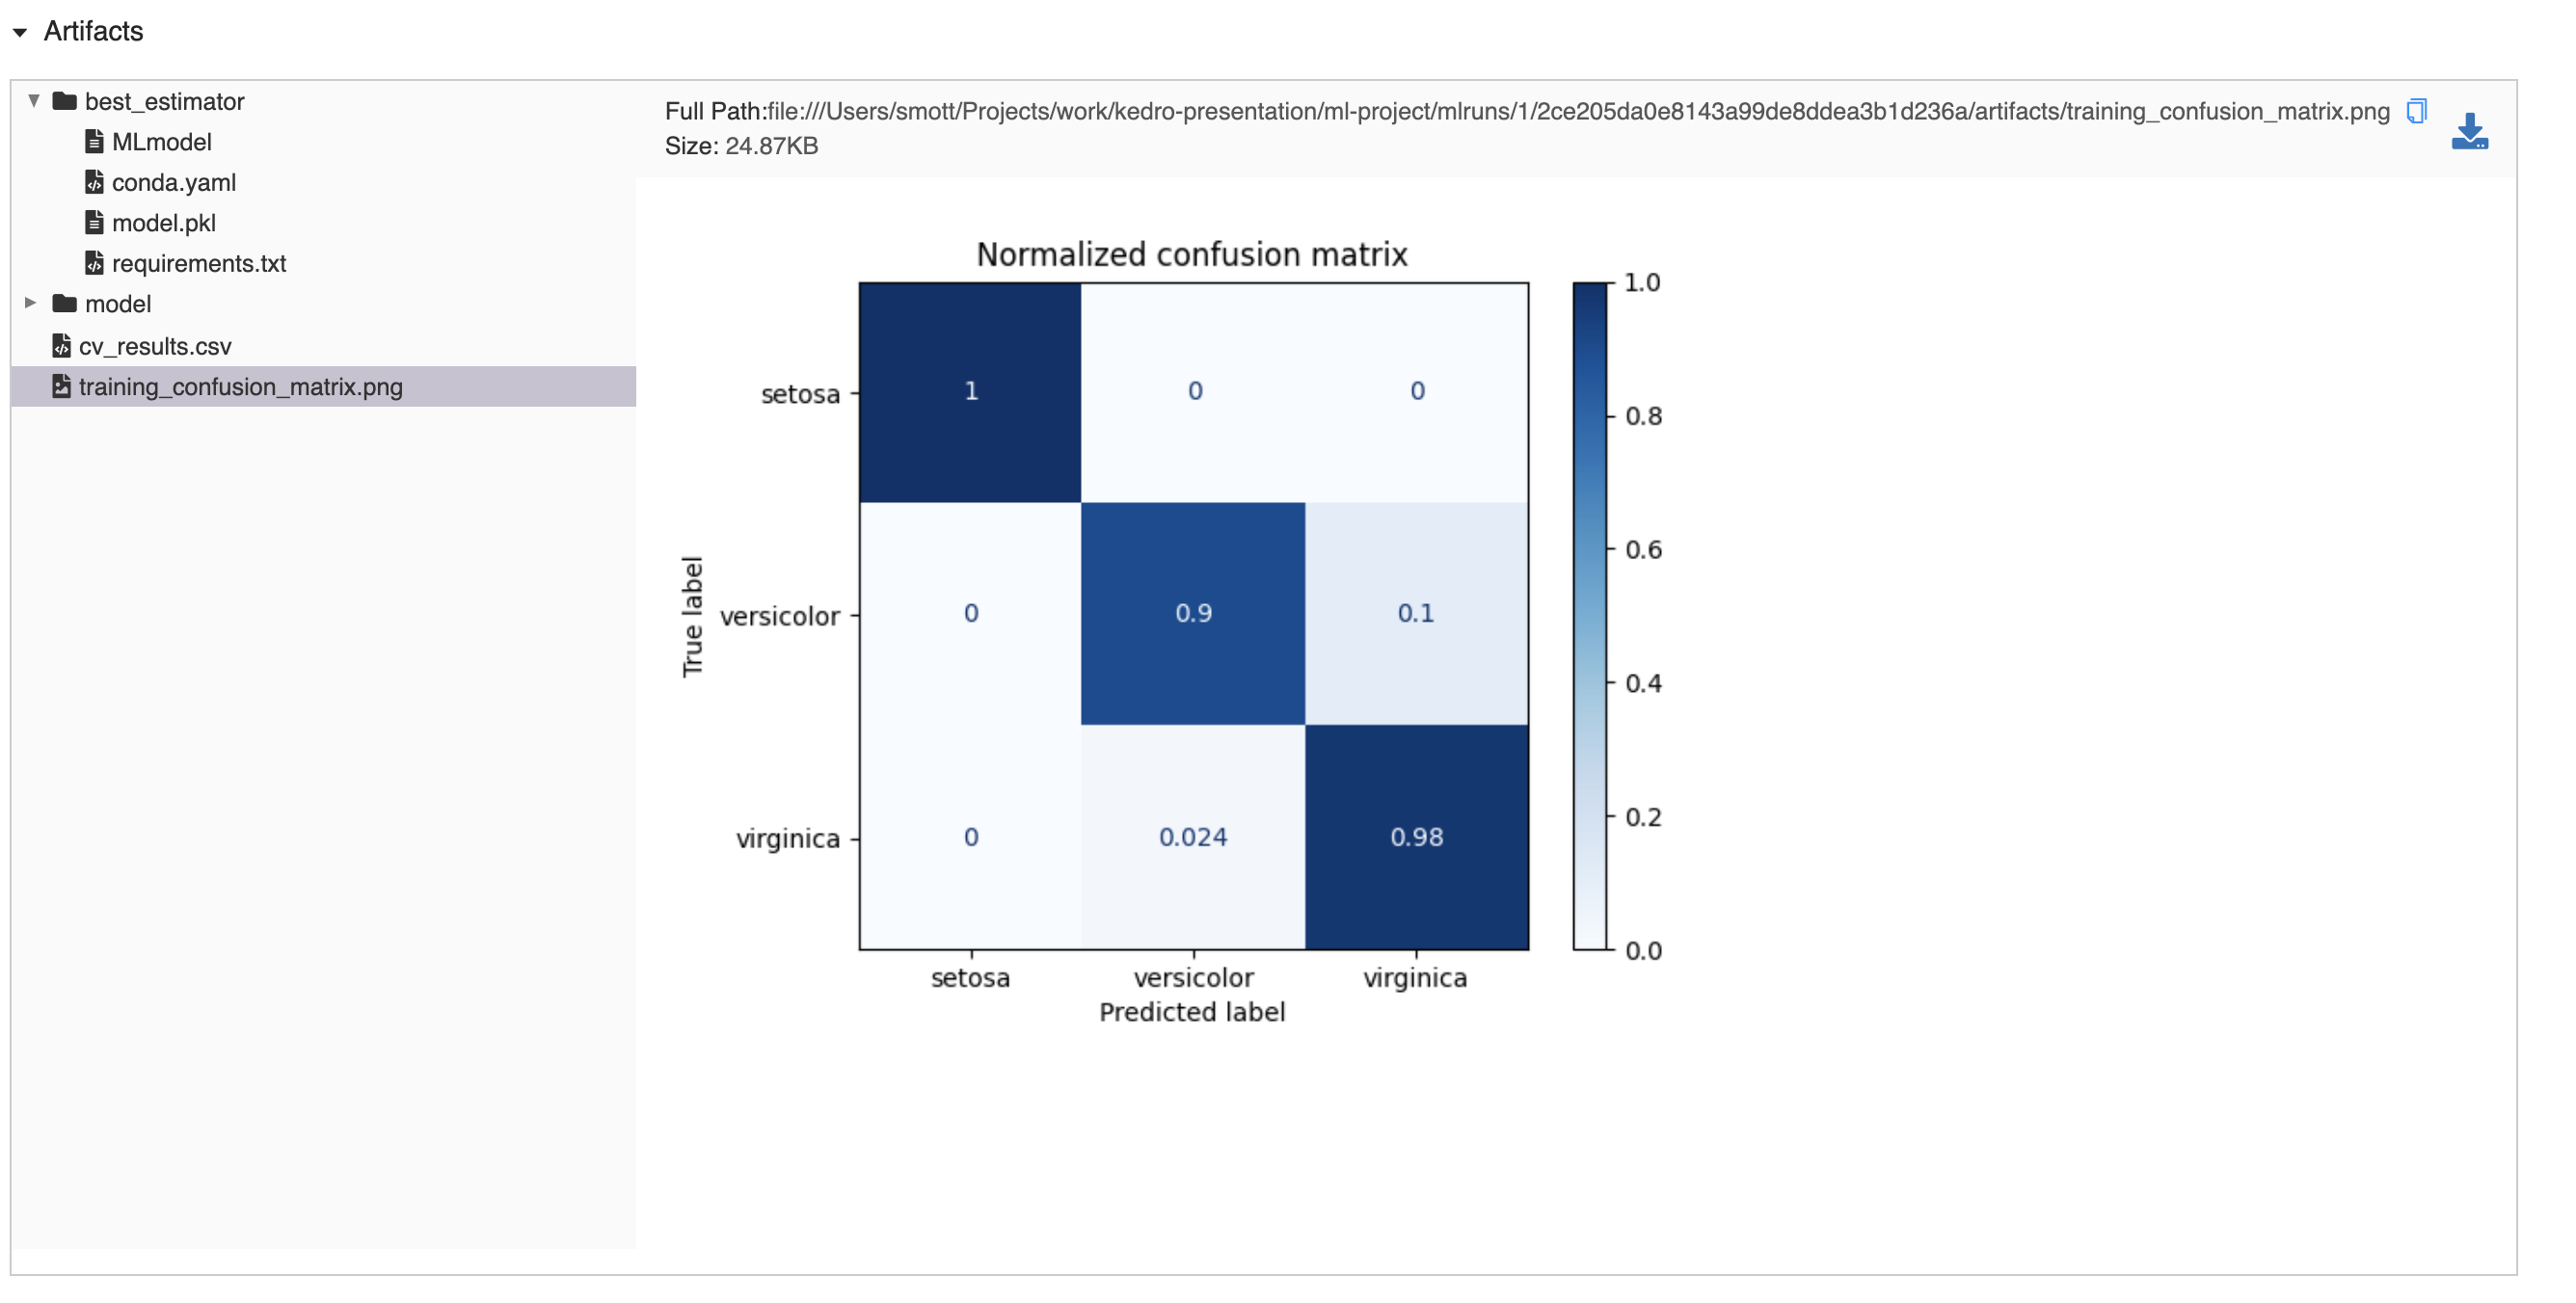 Artifacts
best_estimator
MLmodel
conda.yaml
model.pkl
requirements.txt
model
cv_results.csv
training_confusion_matrix.png
Full Path:file:///Users/smott/Projects/work/kedro-presentation/ml-project/mlruns/1/2ce205da0e8143a99de8ddea3b1d236a/artifacts/training_confusion_matrix.png
Size: 24.87KB
Normalized confusion matrix
True label
setosa 1 0 0
versicolor 0 0.9 0.1
virginica 0 0.024 0.98
setosa versicolor virginica
Predicted label
1.0
0.8
0.6
0.4
0.2
0.0